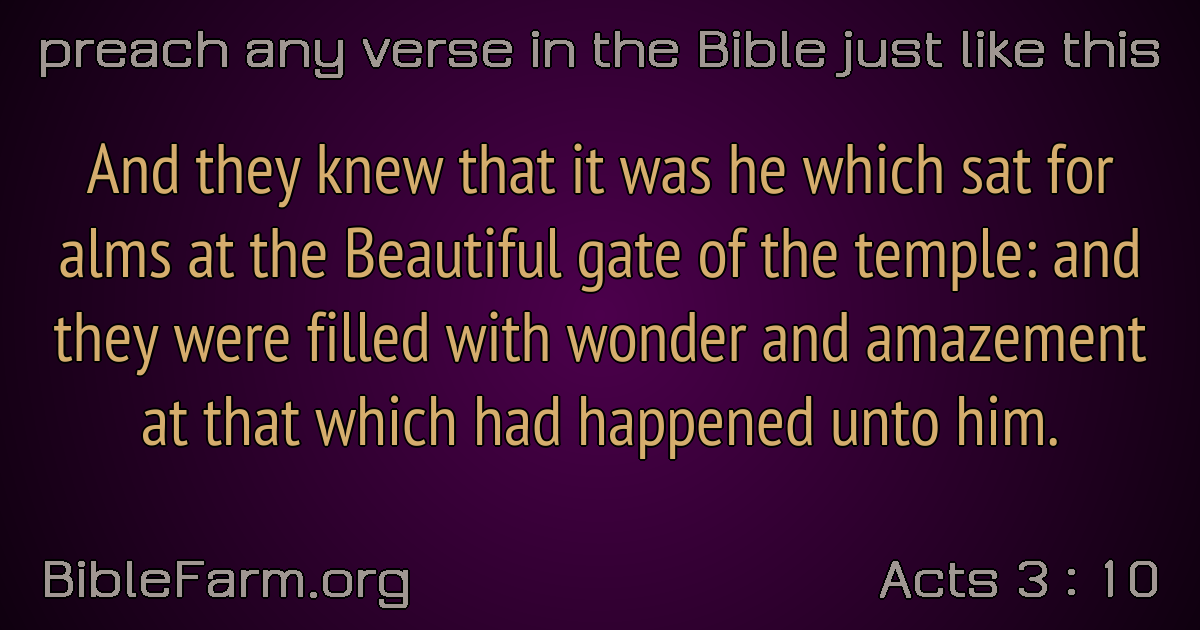 preach any verse in the Bible just like this
And they knew that it was he which sat for
alms at the Beautiful gate of the temple: and
they were filled with wonder and amazement
at that which had happened unto him.
BibleFarm.org
Acts 3 : 10